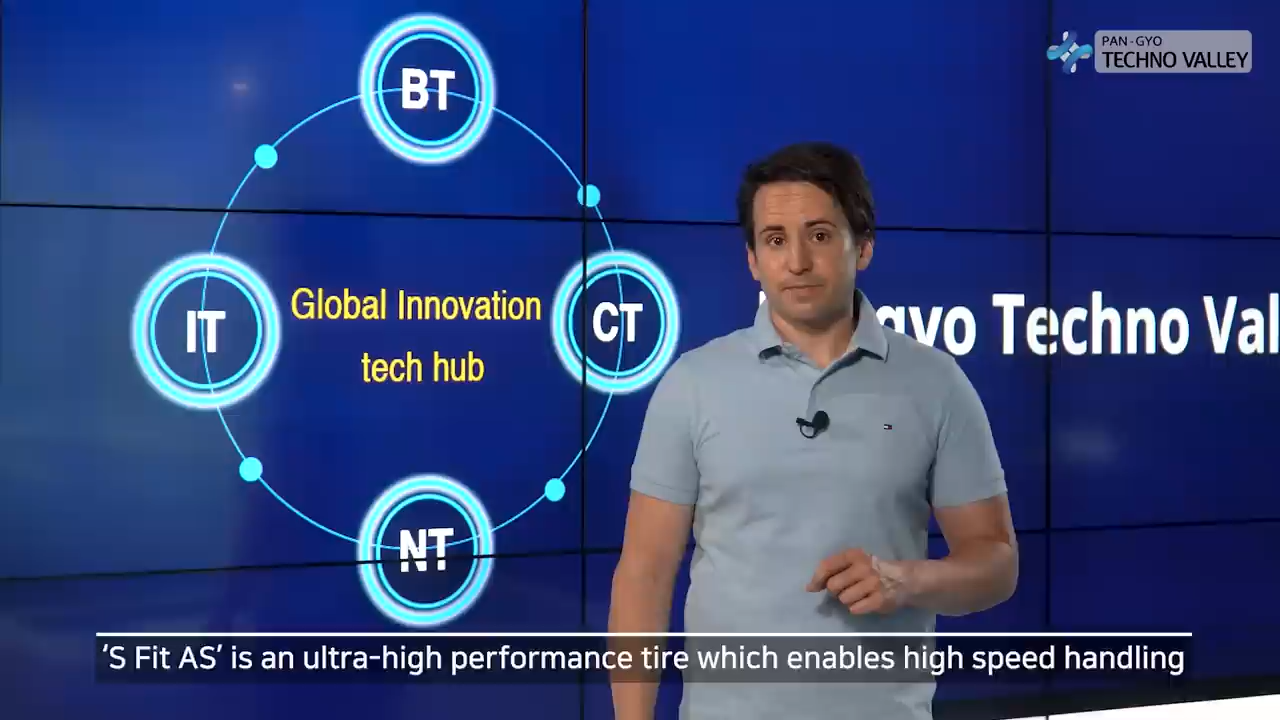 PAN-GYO
TECHNO VALLEY
BT
IT
Global Innovation
tech hub
CT
Techno
NT
‘S Fit AS’ is an ultra-high performance tire which enables high speed handling